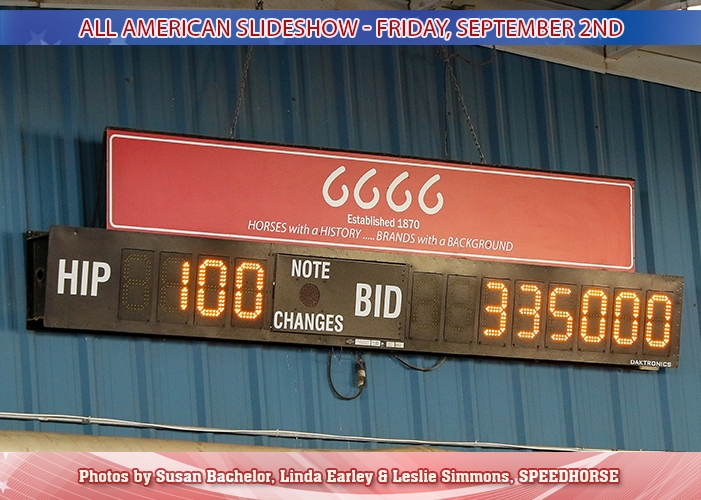 ALL AMERICAN SLIDESHOW - FRIDAY, SEPTEMBER 2ND
6666
Established 1870
HORSES with a HISTORY ..... BRANDS with a BACKGROUND
HIP 100 NOTE CHANGES BID 335000
DAKTRONICS
Photos by Susan Bachelor, Linda Earley & Leslie Simmons, SPEEDHORSE